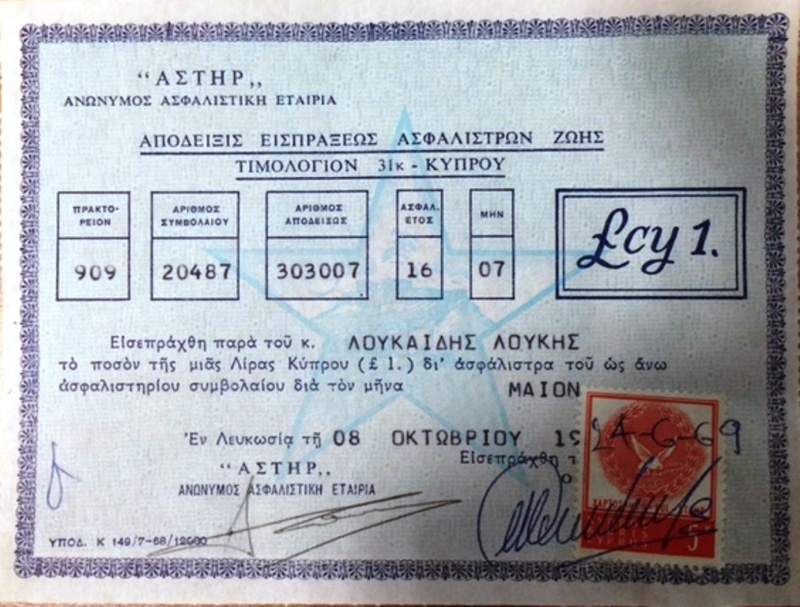 “ΑΣΤΗΡ„
ΑΝΩΝΥΜΟΣ ΑΣΦΑΛΙΣΤΙΚΗ ΕΤΑΙΡΙΑ
ΑΠΟΔΕΙΞΙΣ ΕΙΣΠΡΑΞΕΩΣ ΑΣΦΑΛΙΣΤΡΩΝ ΖΩΗΣ
ΤΙΜΟΛΟΓΙΟΝ 31κ - ΚΥΠΡΟΥ
ΠΡΑΚΤΟ-
ΡΕΙΟΝ
909
ΑΡΙΘΜΟΣ
ΣΥΜΒΟΛΑΙΟΥ
20487
ΑΡΙΘΜΟΣ
ΑΠΟΔΕΙΞΕΩΣ
303007
ΑΣΦΑΛ.
ΕΤΟΣ
16
ΜΗΝ
07
£cy 1.
Εἰσεπράχθη παρὰ τοῦ κ. ΛΟΥΚΑΙΔΗΣ ΛΟΥΚΗΣ
τὸ ποσὸν τῆς μιᾶς Λίρας Κύπρου (£ 1.) δι' ἀσφάλιστρα τοῦ ὡς ἄνω
ἀσφαλιστηρίου συμβολαίου διὰ τὸν μῆνα ΜΑΙΟΝ
Ἐν Λευκωσίᾳ τῇ 08 ΟΚΤΩΒΡΙΟΥ 19
24-6-69
Εἰσεπράχθη τ
“ΑΣΤΗΡ„
Ο
ΑΝΩΝΥΜΟΣ ΑΣΦΑΛΙΣΤΙΚΗ ΕΤΑΙΡΙΑ
5
ΥΠΟΔ. Κ 149/7-68/12000